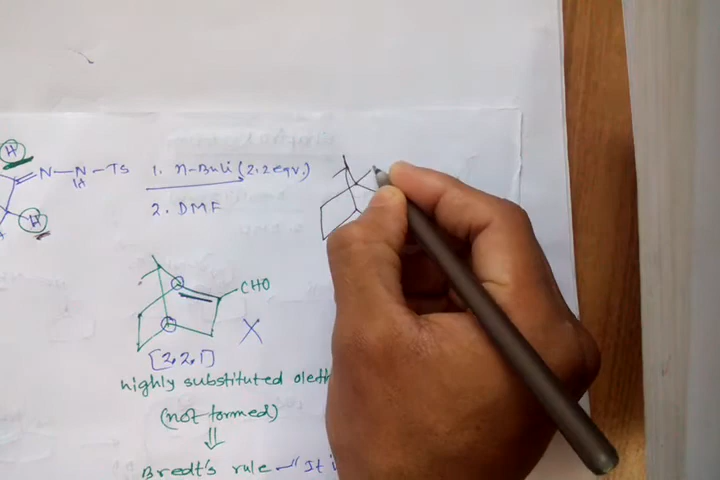 H
N-N-Ts
H
1. n-Buli (2.2 eqv.)
2. DMF
H
CHO
X
[2,2,1]
highly substituted olefi
(not formed)
⇓
Bredt's rule - "It i